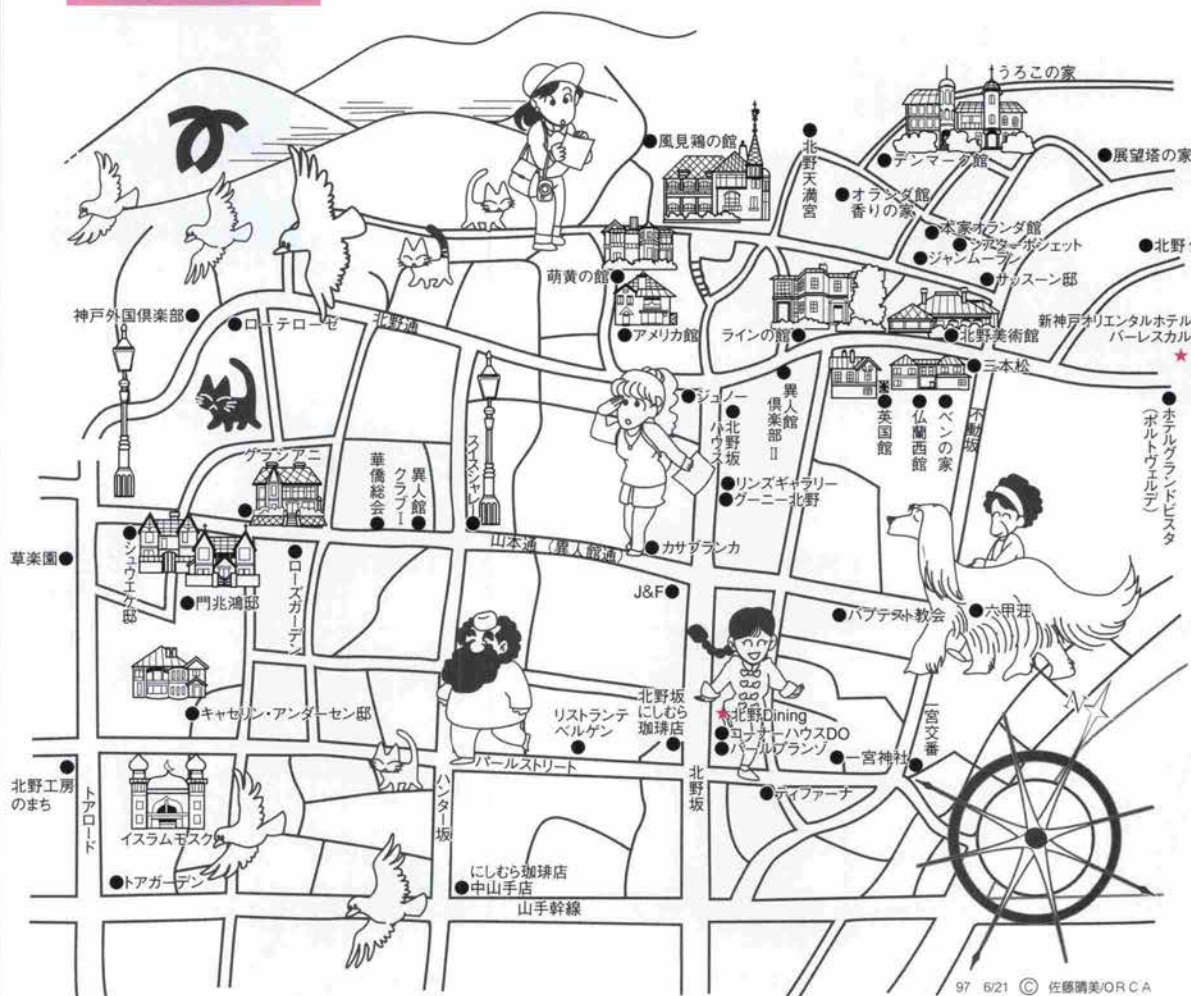 うろこの家
風見鶏の館
北野天満宮
デンマーク館
展望塔の家
オランダ館
香りの家
本家オランダ館
シアターポシェット
ジャンムーラン
サッスーン邸
萌黄の館
アメリカ館
ラインの館
北野美術館
新神戸オリエンタルホテル
三本松
神戸外国倶楽部
ローテローゼ
北野通
ジュノー
北野坂
ハウス
異人館
倶楽部Ⅱ
英国館
仏蘭西館
ベンの家
不動坂
ホテルグランドビスタ
(ポルトヴェルデ)
グラシアニ
華僑総会
異人館
クラブⅠ
スイスシャレー
リンズギャラリー
グーニー北野
山本通(異人館通)
カサブランカ
草楽園
シュウエケ邸
門兆鴻邸
ローズガーデン
J&F
バプテスト教会
六甲荘
キャセリン・アンダーセン邸
リストランテ
ベルゲン
北野坂
にしむら
珈琲店
北野Dining
コーナーハウスDO
パールブランソ
一宮神社
一宮交番
パールストリート
北野坂
ディファーナ
北野工房
のまち
トアロード
イスラムモスク
ハンター坂
トアガーデン
にしむら珈琲店
中山手店
山手幹線
97 6/21 Ⓒ 佐藤晴美/ORCA